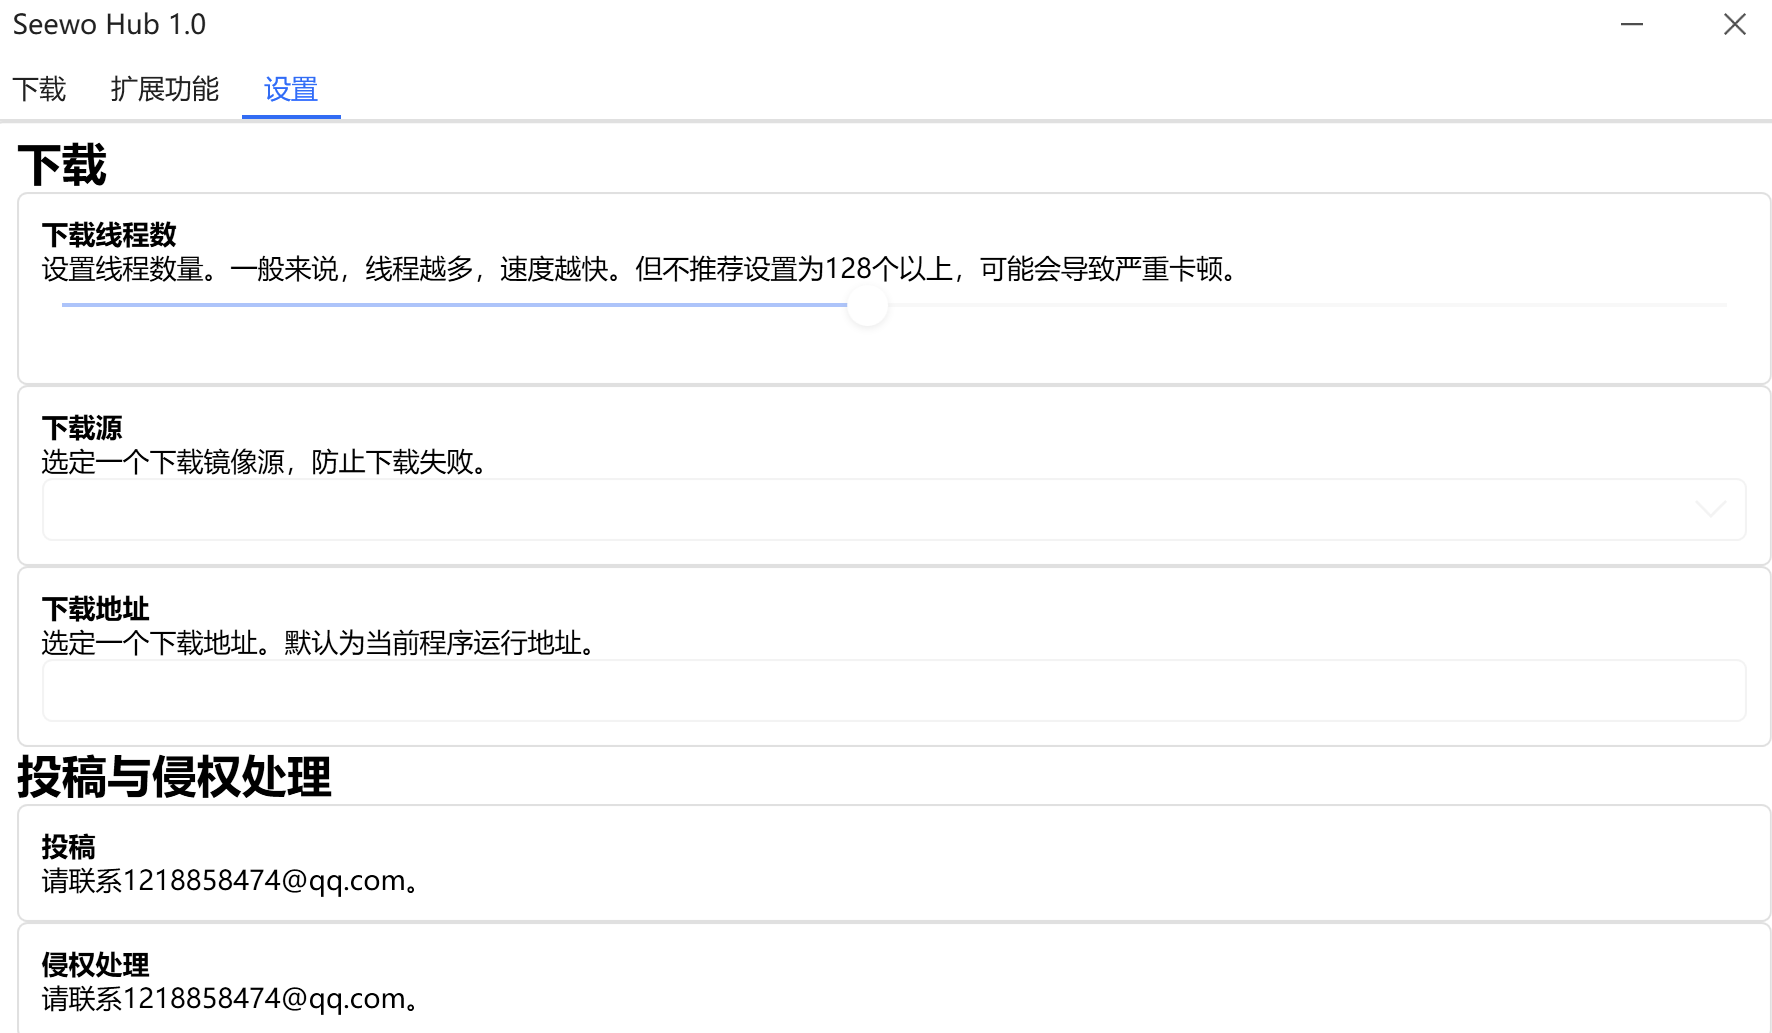 Seewo Hub 1.0
下载 扩展功能 设置
下载
下载线程数
设置线程数量。一般来说，线程越多，速度越快。但不推荐设置为128个以上，可能会导致严重卡顿。
下载源
选定一个下载镜像源，防止下载失败。
下载地址
选定一个下载地址。默认为当前程序运行地址。
投稿与侵权处理
投稿
请联系1218858474@qq.com。
侵权处理
请联系1218858474@qq.com。